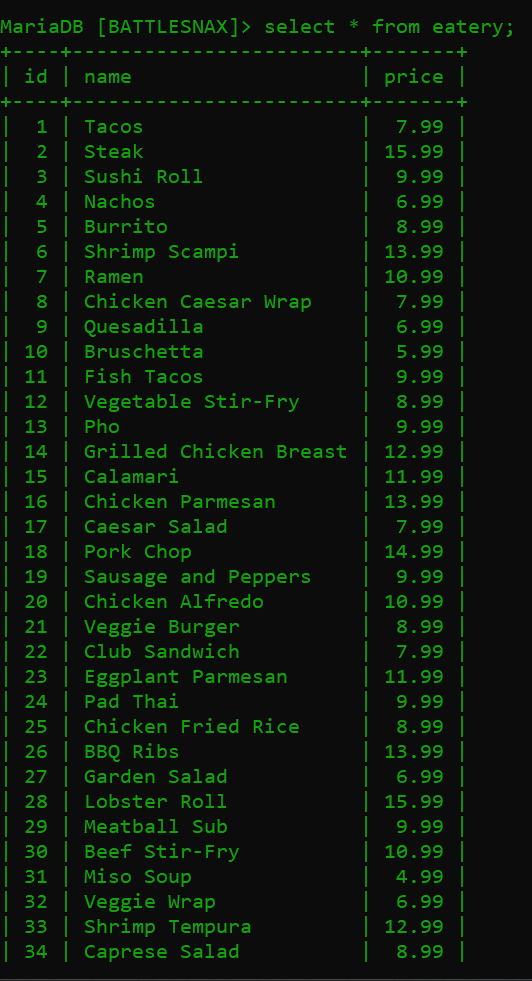 MariaDB [BATTLESNAX]> select * from eatery;
+----+-------------------------+-------+
| id | name                    | price |
+----+-------------------------+-------+
|  1 | Tacos                   |  7.99 |
|  2 | Steak                   | 15.99 |
|  3 | Sushi Roll              |  9.99 |
|  4 | Nachos                  |  6.99 |
|  5 | Burrito                 |  8.99 |
|  6 | Shrimp Scampi           | 13.99 |
|  7 | Ramen                   | 10.99 |
|  8 | Chicken Caesar Wrap     |  7.99 |
|  9 | Quesadilla              |  6.99 |
| 10 | Bruschetta              |  5.99 |
| 11 | Fish Tacos              |  9.99 |
| 12 | Vegetable Stir-Fry      |  8.99 |
| 13 | Pho                     |  9.99 |
| 14 | Grilled Chicken Breast  | 12.99 |
| 15 | Calamari                | 11.99 |
| 16 | Chicken Parmesan        | 13.99 |
| 17 | Caesar Salad            |  7.99 |
| 18 | Pork Chop               | 14.99 |
| 19 | Sausage and Peppers     |  9.99 |
| 20 | Chicken Alfredo         | 10.99 |
| 21 | Veggie Burger           |  8.99 |
| 22 | Club Sandwich           |  7.99 |
| 23 | Eggplant Parmesan       | 11.99 |
| 24 | Pad Thai                |  9.99 |
| 25 | Chicken Fried Rice      |  8.99 |
| 26 | BBQ Ribs                | 13.99 |
| 27 | Garden Salad            |  6.99 |
| 28 | Lobster Roll            | 15.99 |
| 29 | Meatball Sub            |  9.99 |
| 30 | Beef Stir-Fry           | 10.99 |
| 31 | Miso Soup               |  4.99 |
| 32 | Veggie Wrap             |  6.99 |
| 33 | Shrimp Tempura          | 12.99 |
| 34 | Caprese Salad           |  8.99 |